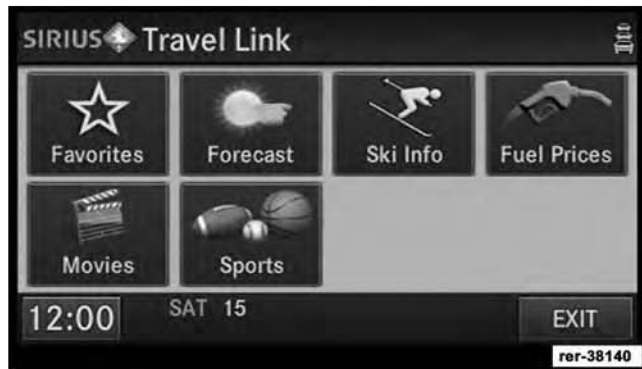 SIRIUS Travel Link
Favorites Forecast Ski Info Fuel Prices
Movies Sports
12:00 SAT 15 EXIT
rer-38140